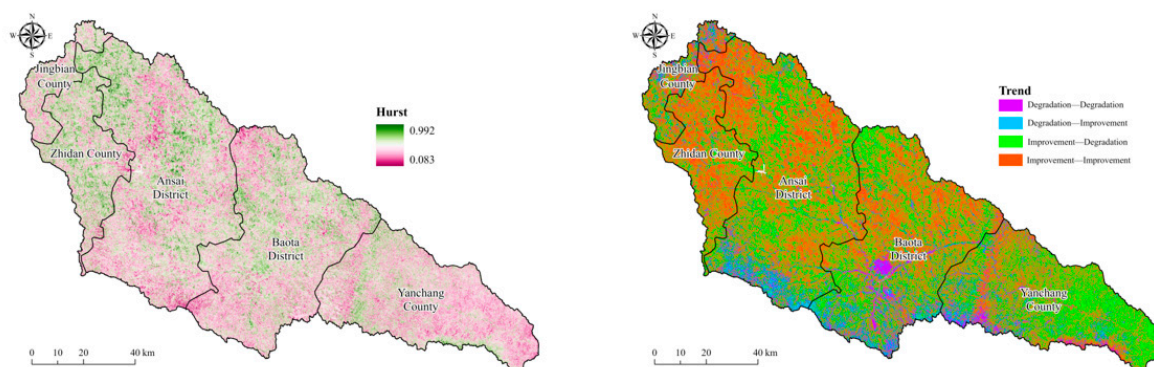 N
W
E
S
Jingbian
County
Zhidan County
Ansai
District
Baota
District
Yanchang
County
Hurst
0.992
0.083
0
10
20
40 km
N
W
E
S
Jingbian
County
Zhidan County
Ansai
District
Baota
District
Yanchang
County
Trend
Degradation—Degradation
Degradation—Improvement
Improvement—Degradation
Improvement—Improvement
0
10
20
40 km